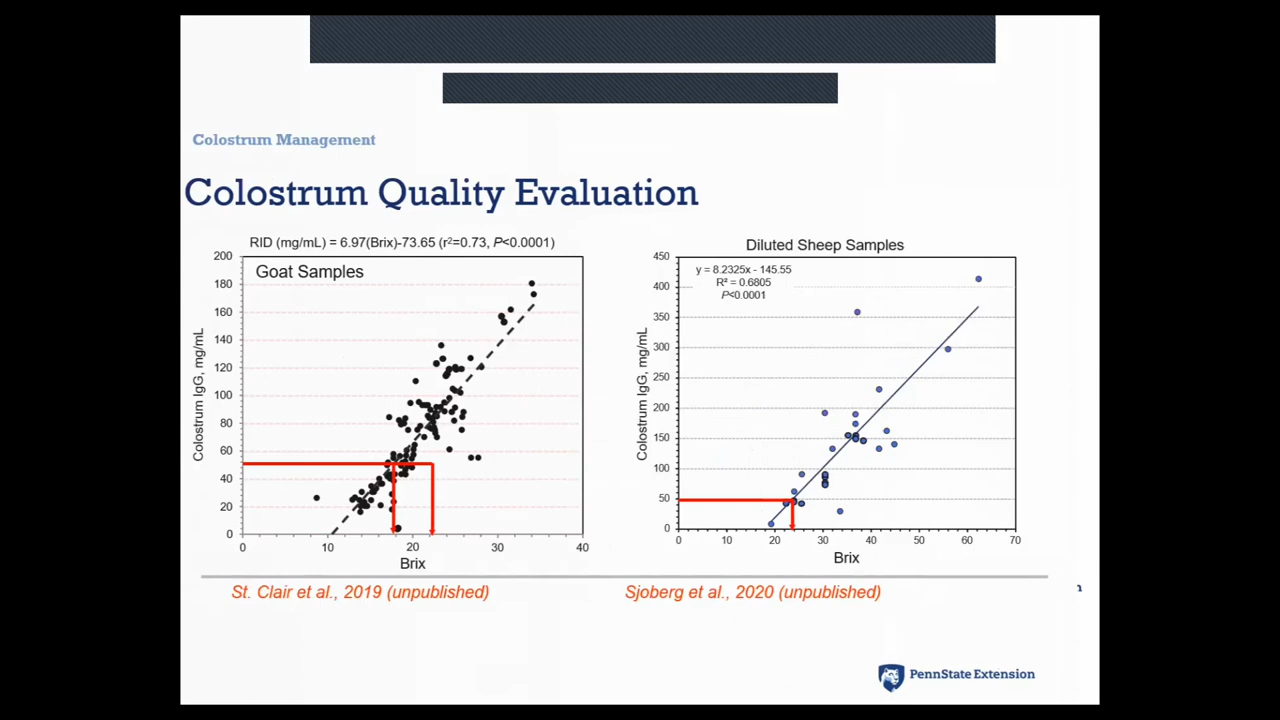 Colostrum Management
Colostrum Quality Evaluation
RID (mg/mL) = 6.97(Brix)-73.65 (r²=0.73, P<0.0001)
Goat Samples
Colostrum IgG, mg/mL
200
180
160
140
120
100
80
60
40
20
0
0 10 20 30 40
Brix
St. Clair et al., 2019 (unpublished)
Diluted Sheep Samples
y = 8.2325x - 145.55
R² = 0.6805
P<0.0001
Colostrum IgG, mg/mL
450
400
350
300
250
200
150
100
50
0
0 10 20 30 40 50 60 70
Brix
Sjoberg et al., 2020 (unpublished)
PennState Extension